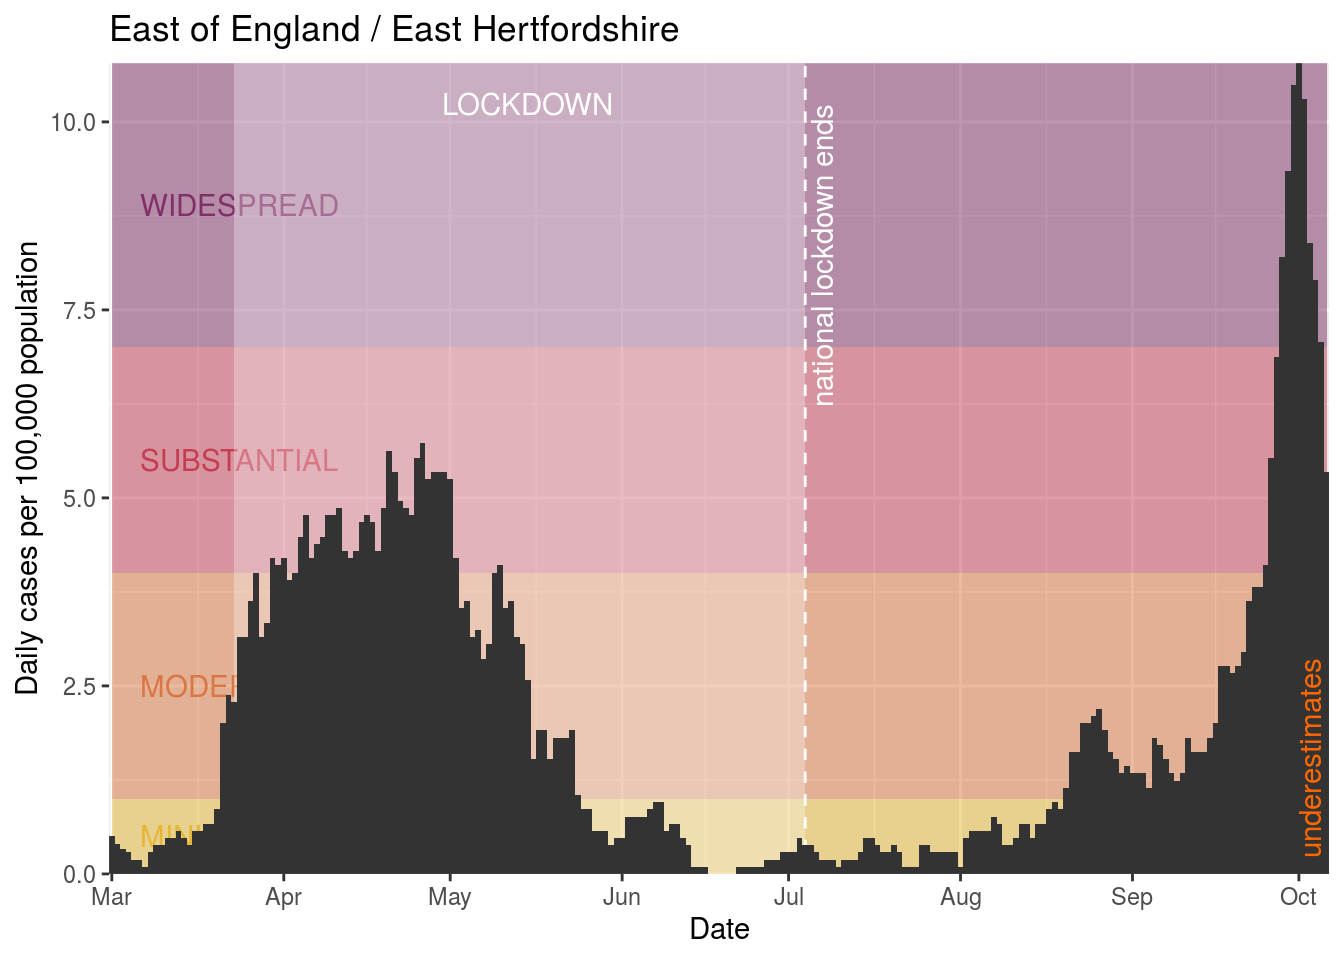 East of England / East Hertfordshire
LOCKDOWN
10.0
WIDESPREAD
national lockdown ends
7.5
Daily cases per 100,000 population
SUBSTANTIAL
5.0
2.5
underestimates
0.0
Mar Apr May Jun Jul Aug Sep Oct
Date